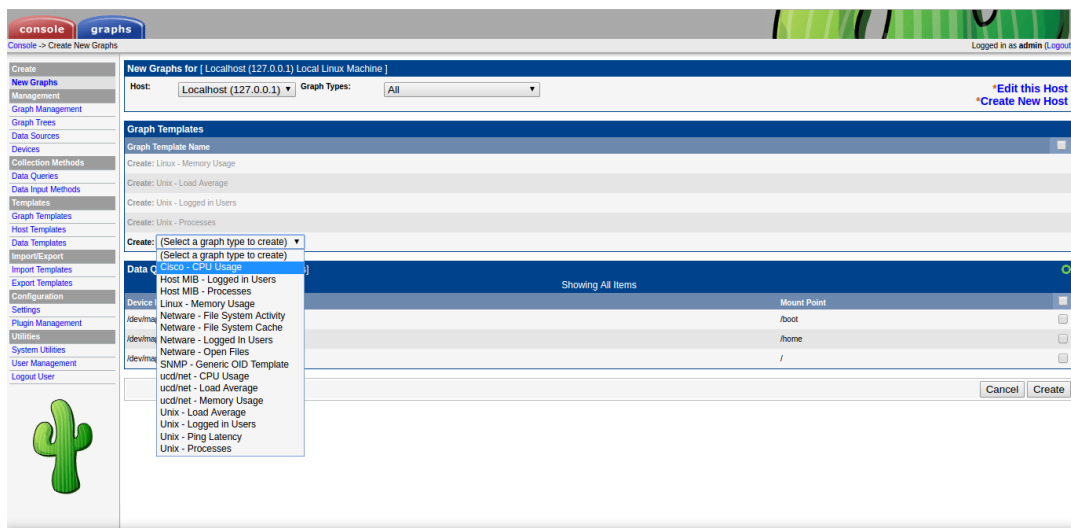 console graphs
Console -> Create New Graphs
Logged in as admin (Logout
Create
New Graphs
Management
Graph Management
Graph Trees
Data Sources
Devices
Collection Methods
Data Queries
Data Input Methods
Templates
Graph Templates
Host Templates
Data Templates
Import/Export
Import Templates
Export Templates
Configuration
Settings
Plugin Management
Utilities
System Utilities
User Management
Logout User
New Graphs for [ Localhost (127.0.0.1) Local Linux Machine ]
Host: Localhost (127.0.0.1) Graph Types: All
*Edit this Host
*Create New Host
Graph Templates
Graph Template Name
Create: Linux - Memory Usage
Create: Unix - Load Average
Create: Unix - Logged in Users
Create: Unix - Processes
Create: (Select a graph type to create)
(Select a graph type to create)
Cisco - CPU Usage
Host MIB - Logged in Users
Host MIB - Processes
Linux - Memory Usage
Netware - File System Activity
Netware - File System Cache
Netware - Logged In Users
Netware - Open Files
SNMP - Generic OID Template
ucd/net - CPU Usage
ucd/net - Load Average
ucd/net - Memory Usage
Unix - Load Average
Unix - Logged in Users
Unix - Ping Latency
Unix - Processes
Data
Showing All Items
Device Mount Point
/boot
/home
/
Cancel Create